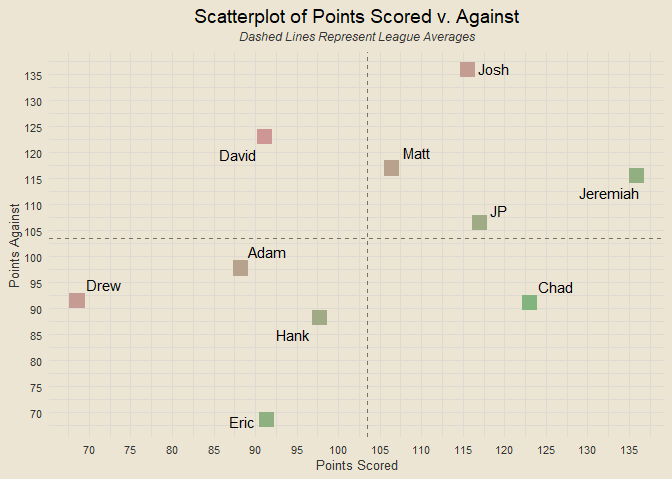 Scatterplot of Points Scored v. Against
Dashed Lines Represent League Averages
135
Josh
130
125
David
120
Matt
115
Jeremiah
110
JP
105
Points Against
100
Adam
95
Drew
Chad
90
85
Hank
80
75
70
Eric
70 75 80 85 90 95 100 105 110 115 120 125 130 135
Points Scored